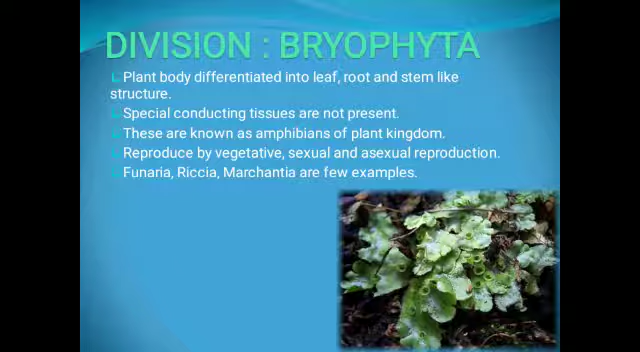 DIVISION : BRYOPHYTA
Plant body differentiated into leaf, root and stem like
structure.
Special conducting tissues are not present.
These are known as amphibians of plant kingdom.
Reproduce by vegetative, sexual and asexual reproduction.
Funaria, Riccia, Marchantia are few examples.